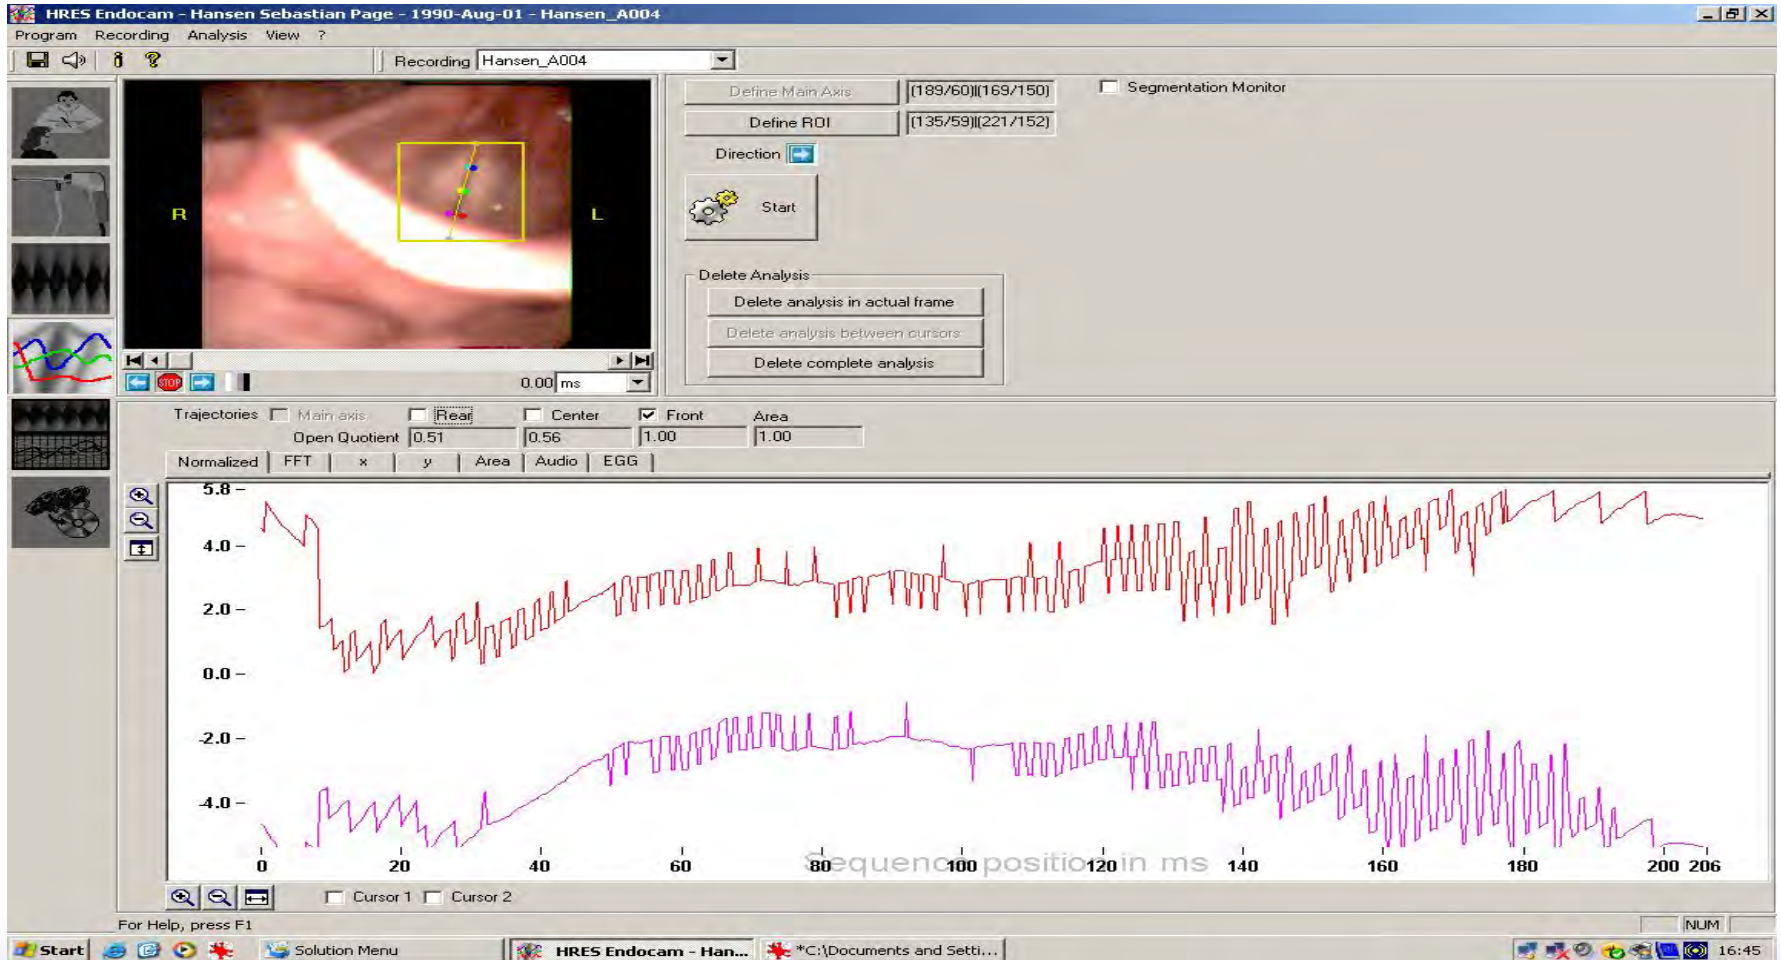 HRES Endocam - Hansen Sebastian Page - 1990-Aug-01 - Hansen_A004
Program Recording Analysis View ?
Recording Hansen_A004
R
L
0.00 ms
STOP
Define Main Axis (189/60)|(169/150)
Segmentation Monitor
Define ROI (135/59)|(221/152)
Direction
Start
Delete Analysis
Delete analysis in actual frame
Delete analysis between cursors
Delete complete analysis
Trajectories Main axis Rear Center Front Area
Open Quotient 0.51 0.56 1.00 1.00
Normalized FFT x y Area Audio EGG
5.8
4.0
2.0
0.0
-2.0
-4.0
0 20 40 60 80 100 120 140 160 180 200 206
Sequence position in ms
Cursor 1 Cursor 2
For Help, press F1
NUM
Start Solution Menu HRES Endocam - Han... *C:\Documents and Setti... 16:45